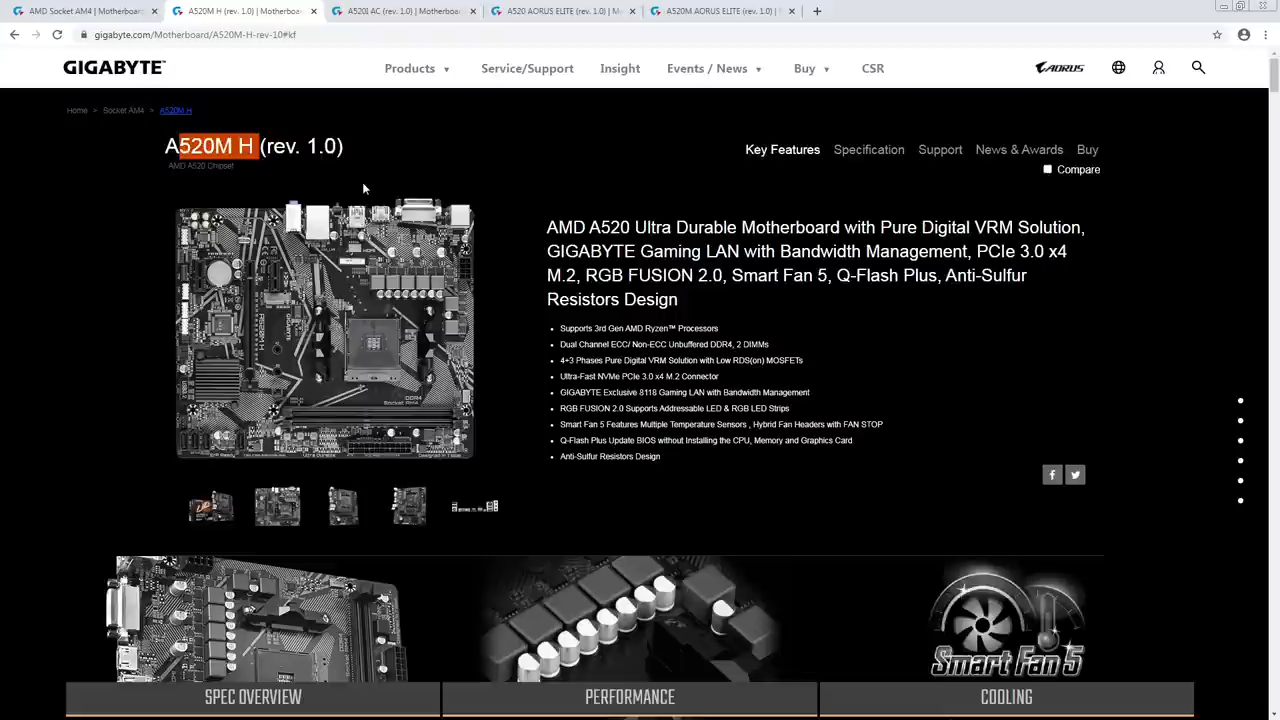 AMD Socket AM4 | Motherboard
A520M H (rev. 1.0) | Motherboa
A520I AC (rev. 1.0) | Motherboa
A520 AORUS ELITE (rev. 1.0) | M
A520M AORUS ELITE (rev. 1.0) |
gigabyte.com/Motherboard/A520M-H-rev-10#kf
GIGABYTE™
Products
Service/Support
Insight
Events / News
Buy
CSR
AORUS
Home > Socket AM4 > A520M H
A520M H (rev. 1.0)
AMD A520 Chipset
Key Features
Specification
Support
News & Awards
Buy
Compare
AMD A520 Ultra Durable Motherboard with Pure Digital VRM Solution,
GIGABYTE Gaming LAN with Bandwidth Management, PCIe 3.0 x4
M.2, RGB FUSION 2.0, Smart Fan 5, Q-Flash Plus, Anti-Sulfur
Resistors Design
Supports 3rd Gen AMD Ryzen™ Processors
Dual Channel ECC/ Non-ECC Unbuffered DDR4, 2 DIMMs
4+3 Phases Pure Digital VRM Solution with Low RDS(on) MOSFETs
Ultra-Fast NVMe PCIe 3.0 x4 M.2 Connector
GIGABYTE Exclusive 8118 Gaming LAN with Bandwidth Management
RGB FUSION 2.0 Supports Addressable LED & RGB LED Strips
Smart Fan 5 Features Multiple Temperature Sensors , Hybrid Fan Headers with FAN STOP
Q-Flash Plus Update BIOS without Installing the CPU, Memory and Graphics Card
Anti-Sulfur Resistors Design
GIGABYTE
A520M H
DDR4
Socket AM4
Ultra Durable
Smart Fan 5
SPEC OVERVIEW
PERFORMANCE
COOLING